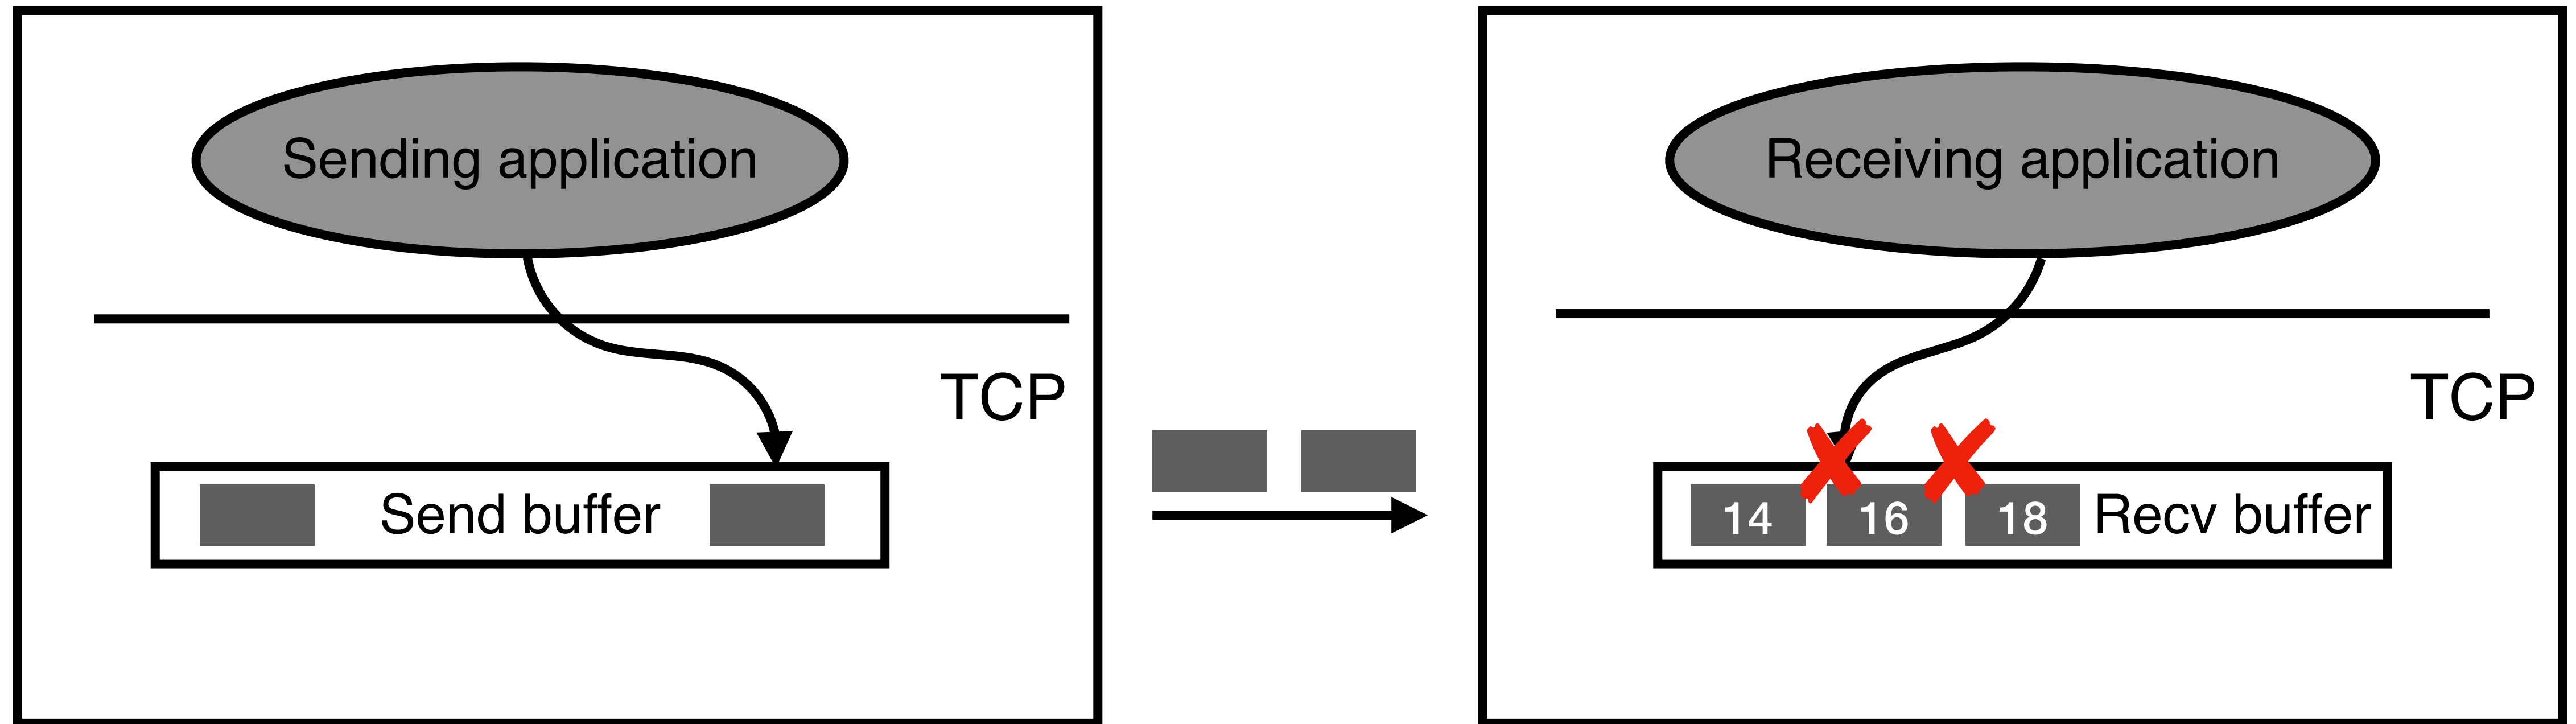 Sending application
Receiving application
TCP
TCP
Send buffer
14 16 18 Recv buffer